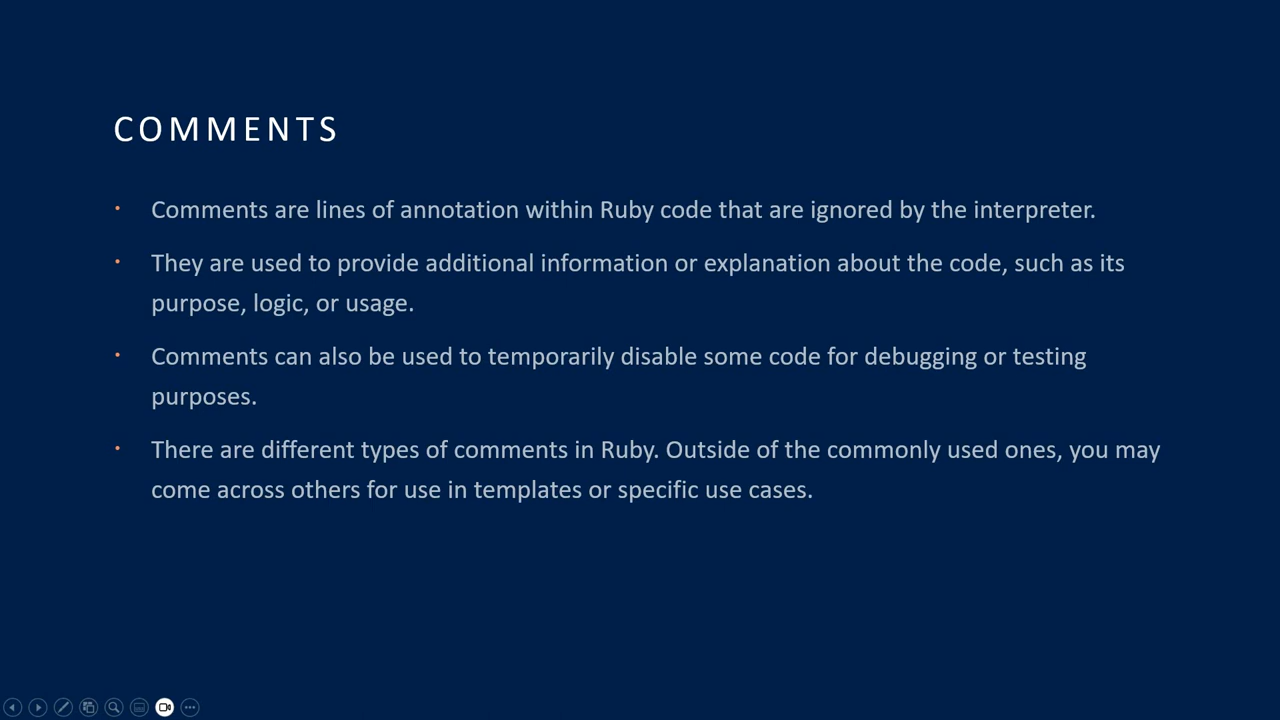 COMMENTS
• Comments are lines of annotation within Ruby code that are ignored by the interpreter.
• They are used to provide additional information or explanation about the code, such as its
purpose, logic, or usage.
• Comments can also be used to temporarily disable some code for debugging or testing
purposes.
• There are different types of comments in Ruby. Outside of the commonly used ones, you may
come across others for use in templates or specific use cases.